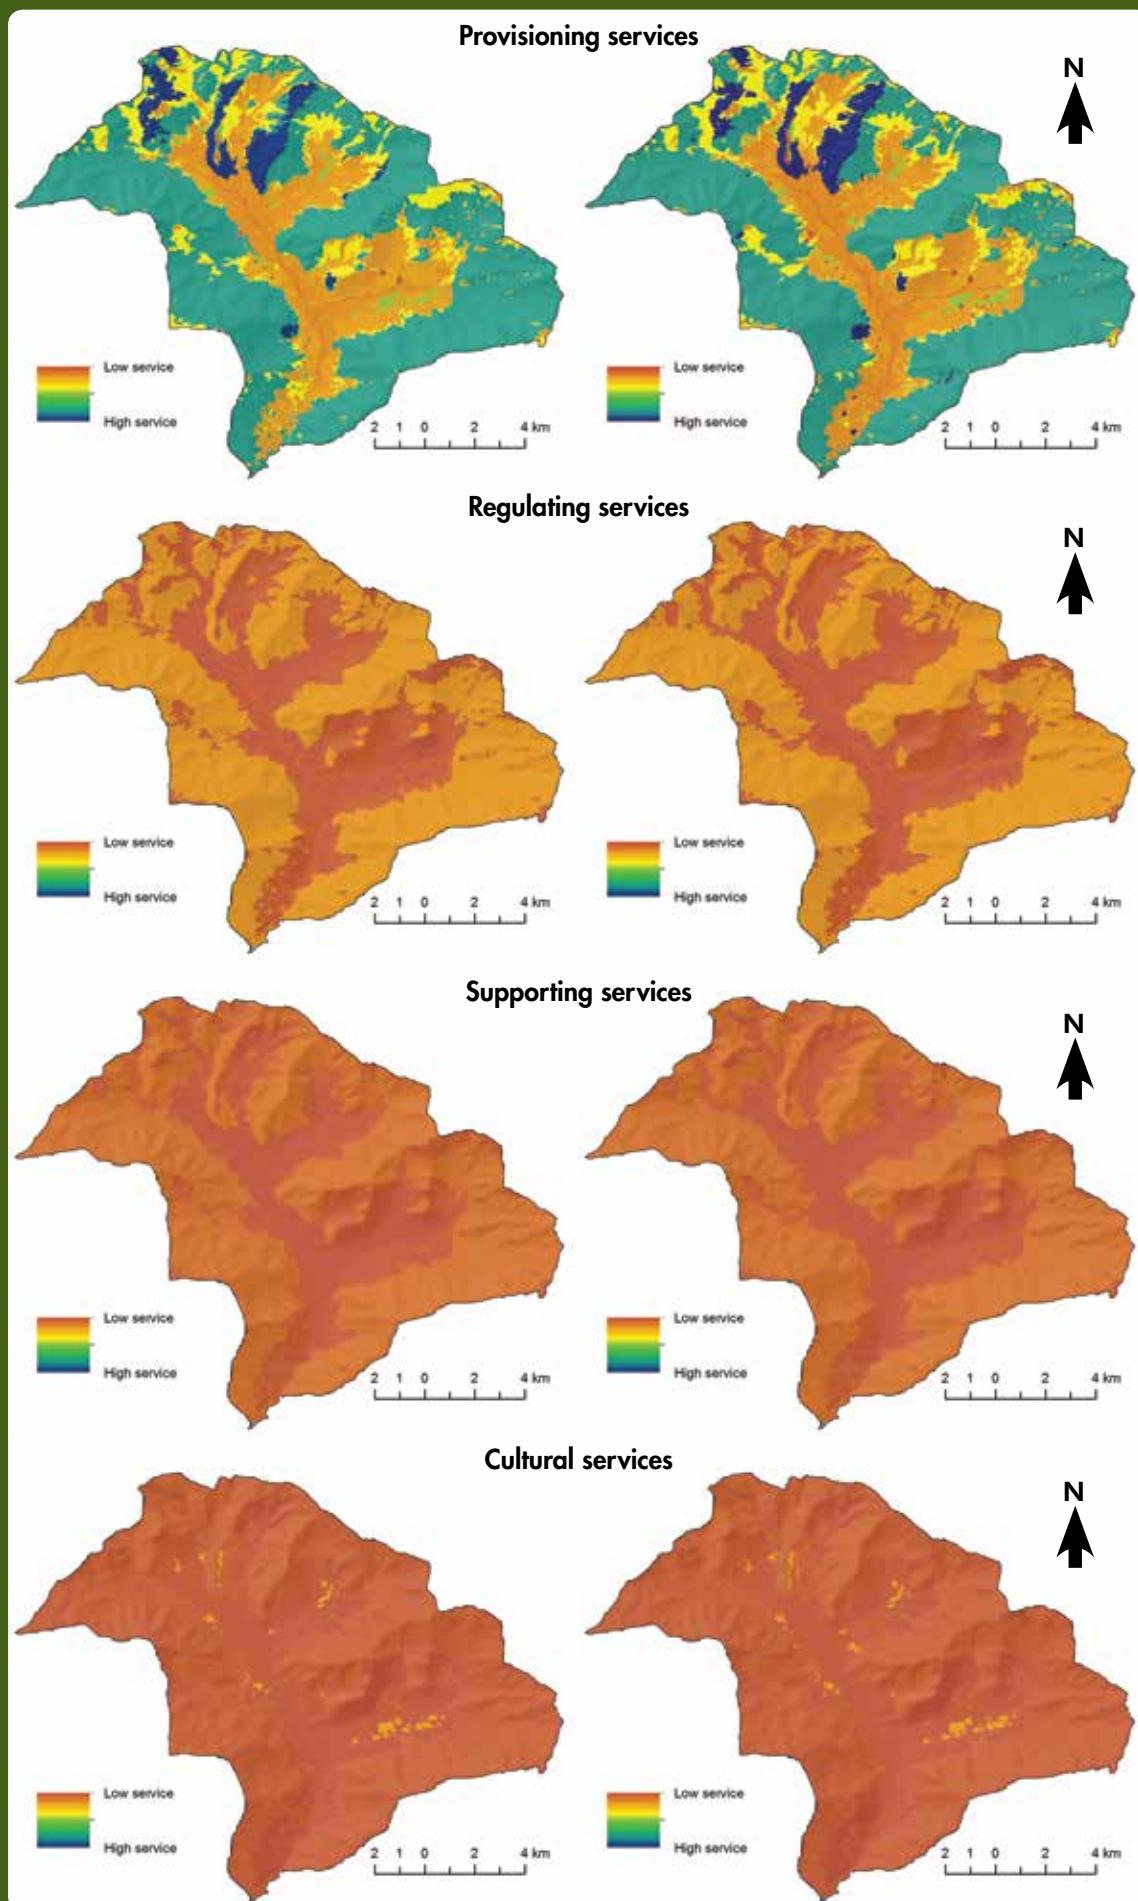 Provisioning services
N
Low service
High service
2 1 0 2 4 km
Low service
High service
2 1 0 2 4 km
Regulating services
N
Low service
High service
2 1 0 2 4 km
Low service
High service
2 1 0 2 4 km
Supporting services
N
Low service
High service
2 1 0 2 4 km
Low service
High service
2 1 0 2 4 km
Cultural services
N
Low service
High service
2 1 0 2 4 km
Low service
High service
2 1 0 2 4 km